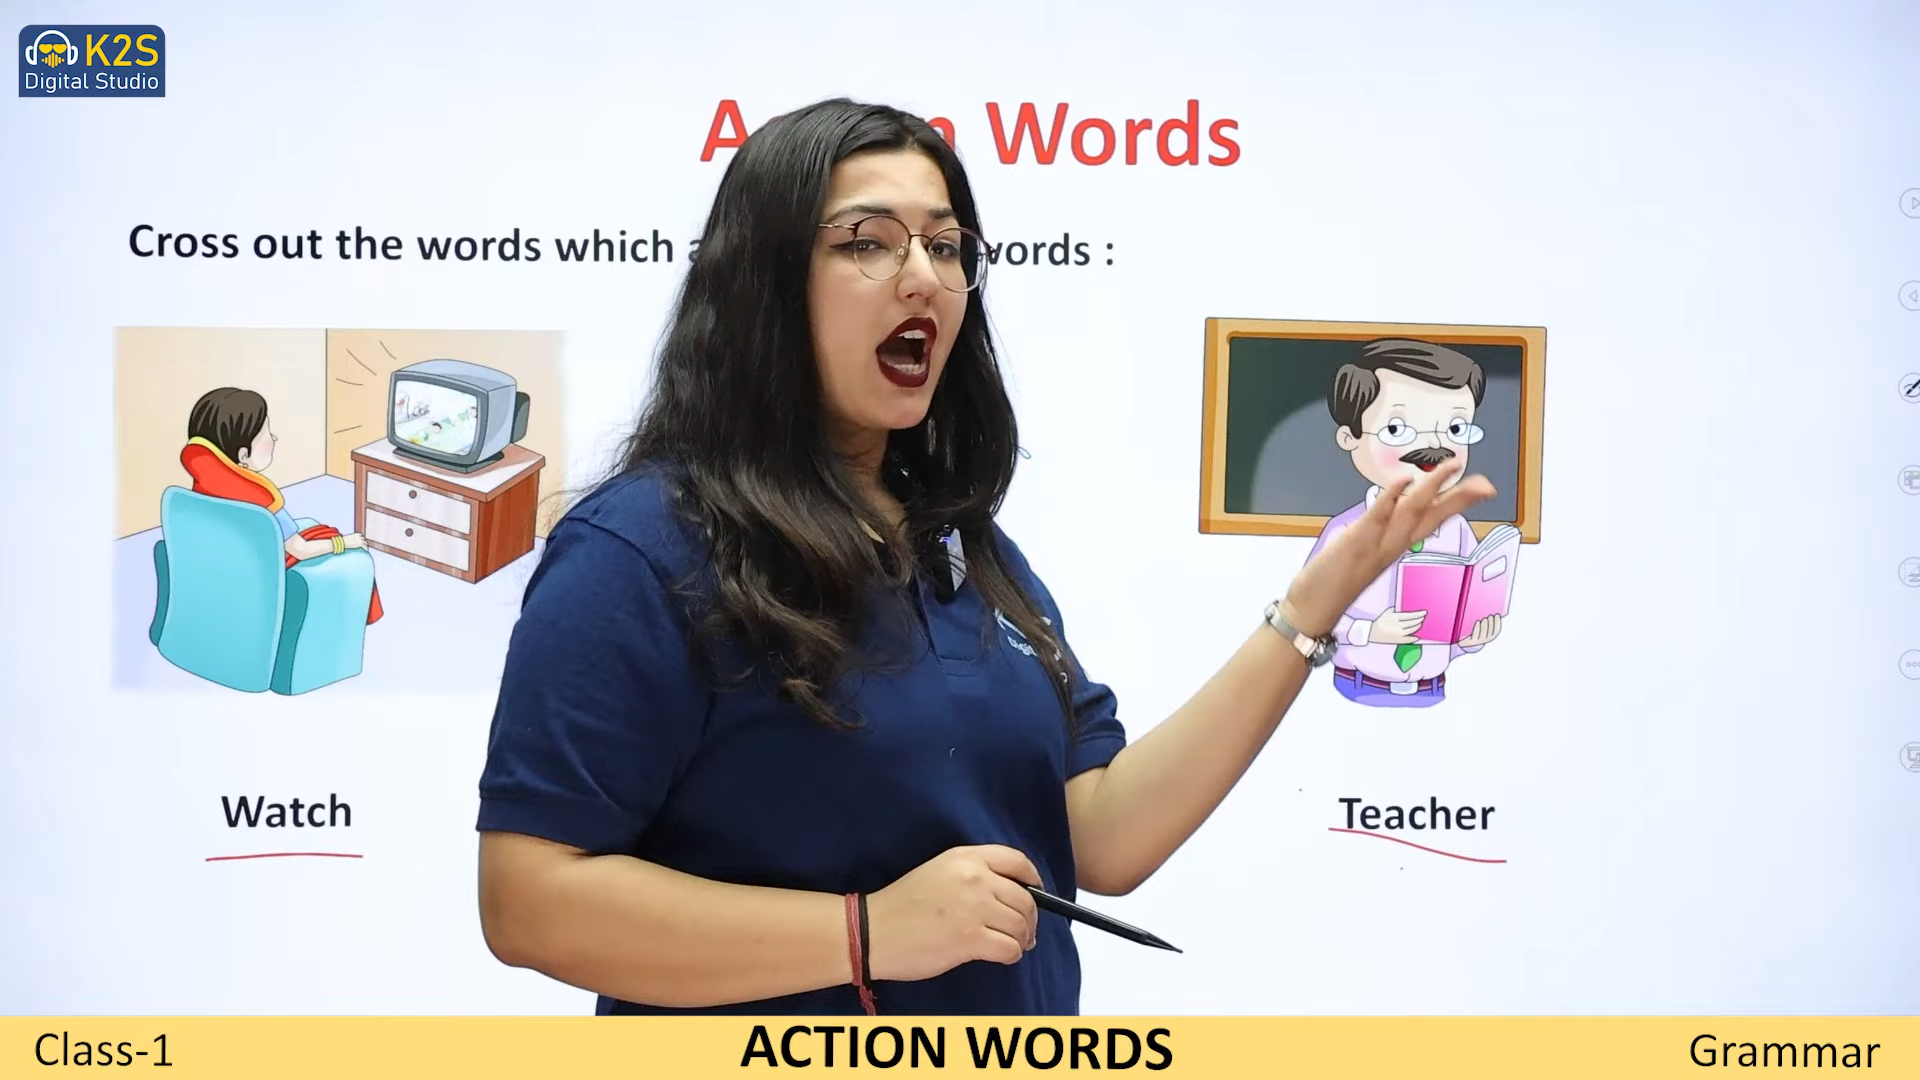 K2S
Digital Studio
Words
Cross out the words which words :
Watch
Teacher
Class-1
ACTION WORDS
Grammar